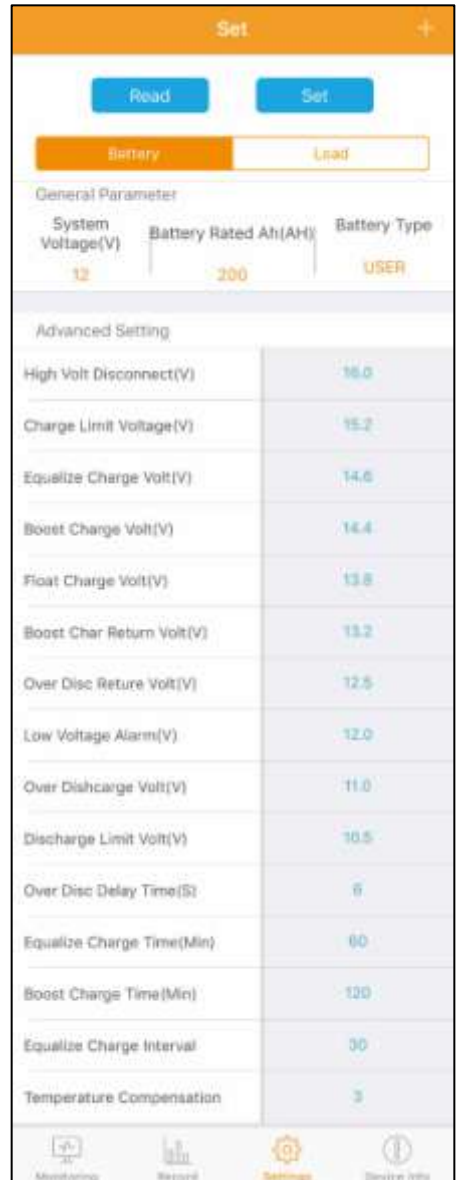 Set +
Read Set
Battery Load
General Parameter
System Voltage(V) Battery Rated Ah(AH) Battery Type
12 200 USER
Advanced Setting
High Volt Disconnect(V) 16.0
Charge Limit Voltage(V) 15.2
Equalize Charge Volt(V) 14.6
Boost Charge Volt(V) 14.4
Float Charge Volt(V) 13.8
Boost Char Return Volt(V) 13.2
Over Disc Reture Volt(V) 12.5
Low Voltage Alarm(V) 12.0
Over Dishcarge Volt(V) 11.0
Discharge Limit Volt(V) 10.5
Over Disc Delay Time(S) 6
Equalize Charge Time(Min) 60
Boost Charge Time(Min) 120
Equalize Charge Interval 30
Temperature Compensation 3
Monitoring Record Settings Device Info